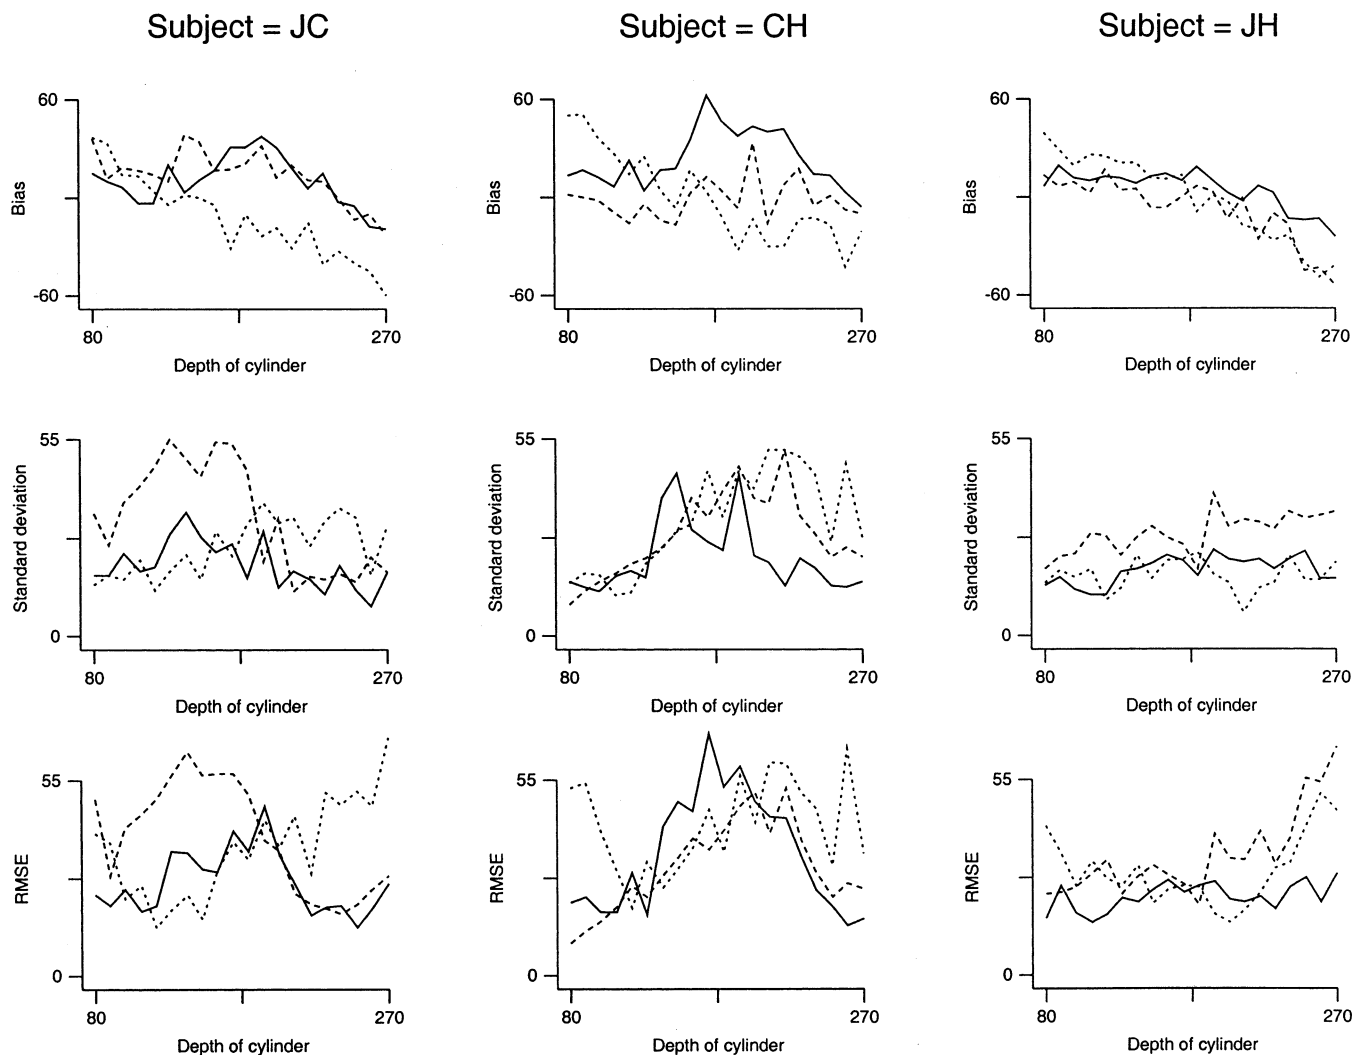 Subject = JC
Subject = CH
Subject = JH
60
Bias
-60
80
270
Depth of cylinder
60
Bias
-60
80
270
Depth of cylinder
60
Bias
-60
80
270
Depth of cylinder
55
Standard deviation
0
80
270
Depth of cylinder
55
Standard deviation
0
80
270
Depth of cylinder
55
Standard deviation
0
80
270
Depth of cylinder
55
RMSE
0
80
270
Depth of cylinder
55
RMSE
0
80
270
Depth of cylinder
55
RMSE
0
80
270
Depth of cylinder